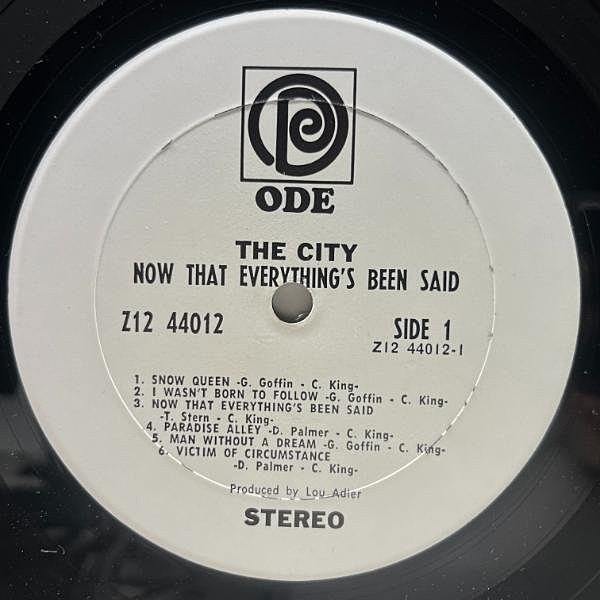 ODE
THE CITY
NOW THAT EVERYTHING'S BEEN SAID
Z12 44012
SIDE 1
Z12 44012-1
1. SNOW QUEEN -G. Goffin - C. King-
2. I WASN'T BORN TO FOLLOW -G. Goffin - C. King-
3. NOW THAT EVERYTHING'S BEEN SAID
-T. Stern - C. King-
4. PARADISE ALLEY -D. Palmer - C. King-
5. MAN WITHOUT A DREAM -G. Goffin - C. King-
6. VICTIM OF CIRCUMSTANCE
-D. Palmer - C. King-
Produced by Lou Adler
STEREO